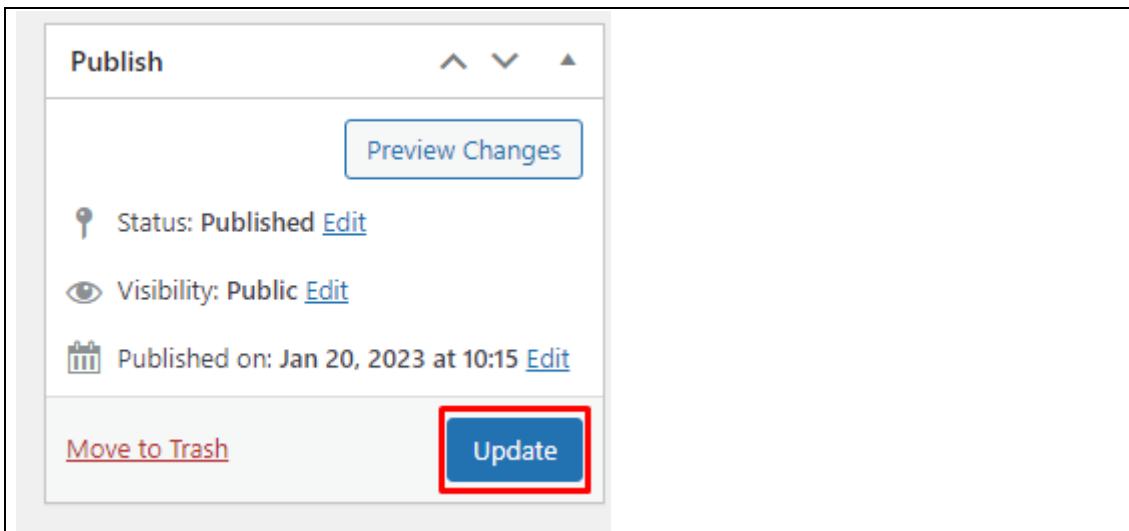 Publish
Preview Changes
Status: Published Edit
Visibility: Public Edit
Published on: Jan 20, 2023 at 10:15 Edit
Move to Trash Update